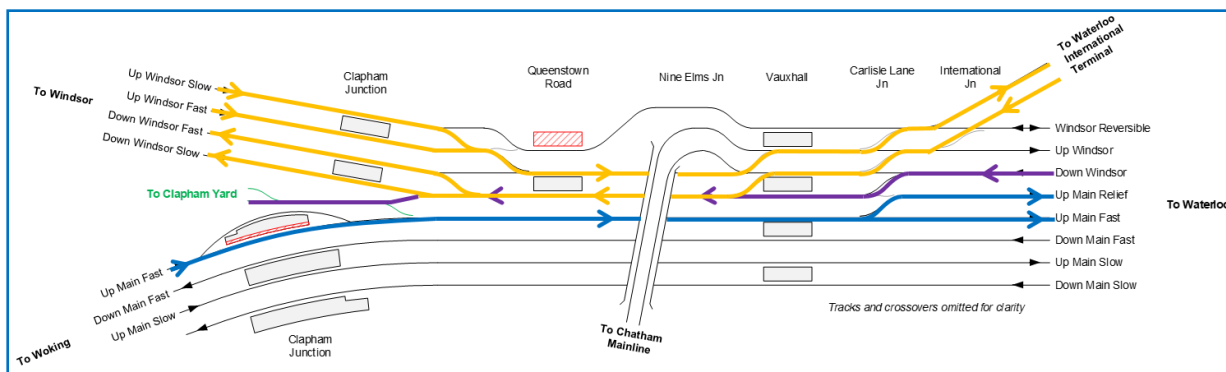 To Waterloo
International
Terminal
Clapham
Junction
Queenstown
Road
Nine Elms Jn
Vauxhall
Carlisle Lane
Jn
International
Jn
Up Windsor Slow
To Windsor
Up Windsor Fast
Down Windsor Fast
Down Windsor Slow
Windsor Reversible
Up Windsor
Down Windsor
To Clapham Yard
Up Main Relief
To Waterloo
Up Main Fast
Down Main Fast
Up Main Slow
Down Main Slow
Up Main Fast
Down Main Fast
Up Main Slow
To Woking
Clapham
Junction
To Chatham
Mainline
Tracks and crossovers omitted for clarity